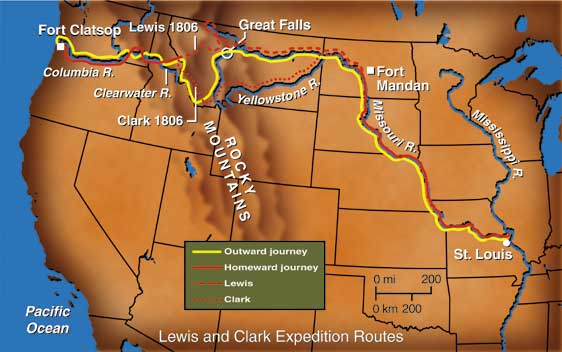 Fort Clatsop
Lewis 1806
Great Falls
Columbia R.
Clearwater R.
Clark 1806
Yellowstone R.
Fort
Mandan
Missouri R.
Mississippi R.
ROCKY
MOUNTAINS
St. Louis
Outward journey
Homeward journey
Lewis
Clark
0 mi 200
0 km 200
Pacific
Ocean
Lewis and Clark Expedition Routes